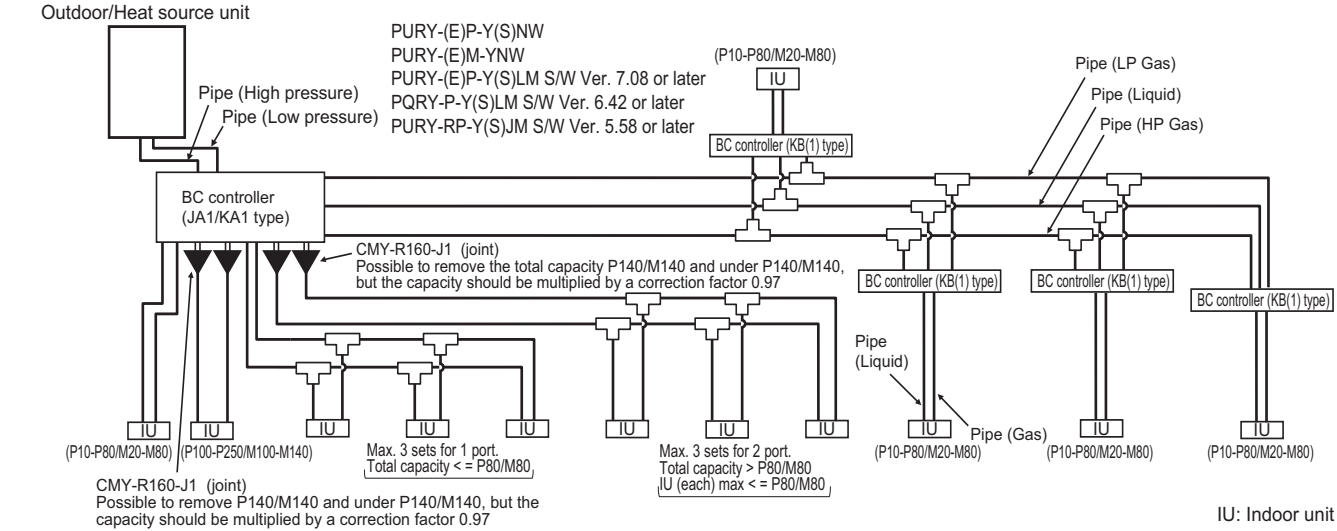 Outdoor/Heat source unit
PURY-(E)P-Y(S)NW
PURY-(E)M-YNW
PURY-(E)P-Y(S)LM S/W Ver. 7.08 or later
PQRY-P-Y(S)LM S/W Ver. 6.42 or later
PURY-RP-Y(S)JM S/W Ver. 5.58 or later
(P10-P80/M20-M80)
IU
Pipe (LP Gas)
Pipe (Liquid)
Pipe (HP Gas)
Pipe (High pressure)
Pipe (Low pressure)
BC controller (KB(1) type)
BC controller
(JA1/KA1 type)
CMY-R160-J1 (joint)
Possible to remove the total capacity P140/M140 and under P140/M140,
but the capacity should be multiplied by a correction factor 0.97
BC controller (KB(1) type)
BC controller (KB(1) type)
BC controller (KB(1) type)
Pipe
(Liquid)
Pipe (Gas)
IU
IU
IU
IU
IU
IU
IU
IU
IU
IU
IU
(P10-P80/M20-M80)
(P100-P250/M100-M140)
Max. 3 sets for 1 port.
Total capacity < = P80/M80
Max. 3 sets for 2 port.
Total capacity > P80/M80
IU (each) max < = P80/M80
(P10-P80/M20-M80)
(P10-P80/M20-M80)
(P10-P80/M20-M80)
CMY-R160-J1 (joint)
Possible to remove P140/M140 and under P140/M140, but the
capacity should be multiplied by a correction factor 0.97
IU: Indoor unit